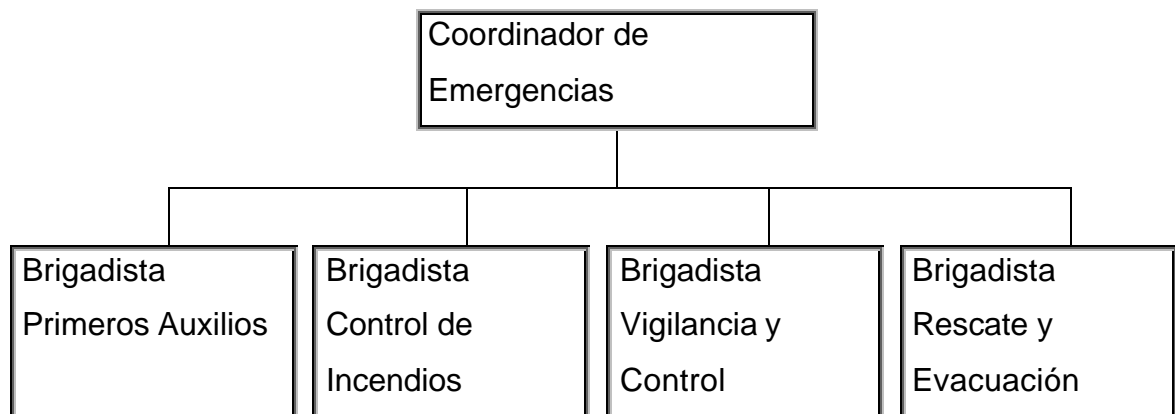 Coordinador de
Emergencias
Brigadista
Primeros Auxilios
Brigadista
Control de
Incendios
Brigadista
Vigilancia y
Control
Brigadista
Rescate y
Evacuación